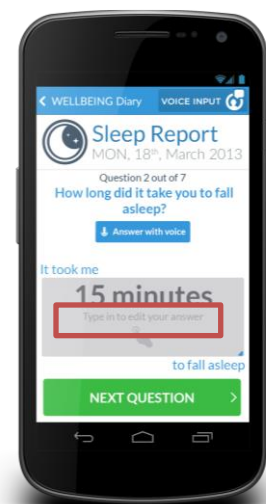 WELLBEING Diary VOICE INPUT
Sleep Report
MON, 18th, March 2013
Question 2 out of 7
How long did it take you to fall
asleep?
Answer with voice
It took me
15 minutes
Type in to edit your answer
to fall asleep
NEXT QUESTION